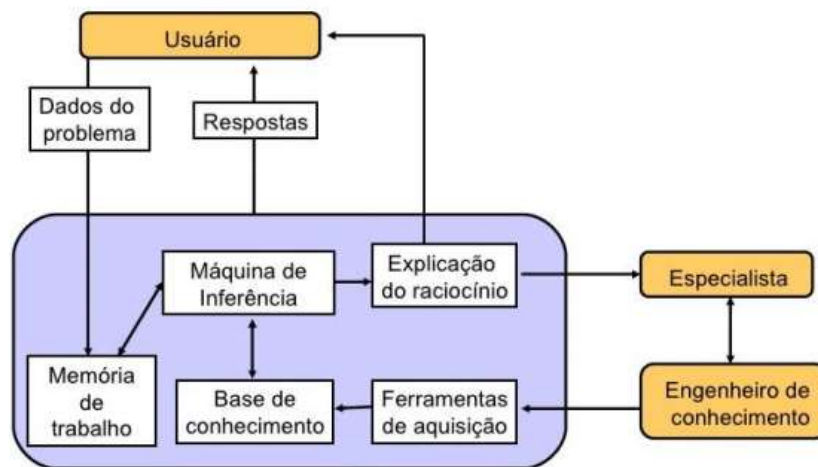 Usuário
Dados do
problema
Respostas
Máquina de
Inferência
Explicação
do raciocínio
Especialista
Memória
de
trabalho
Base de
conhecimento
Ferramentas
de aquisição
Engenheiro de
conhecimento